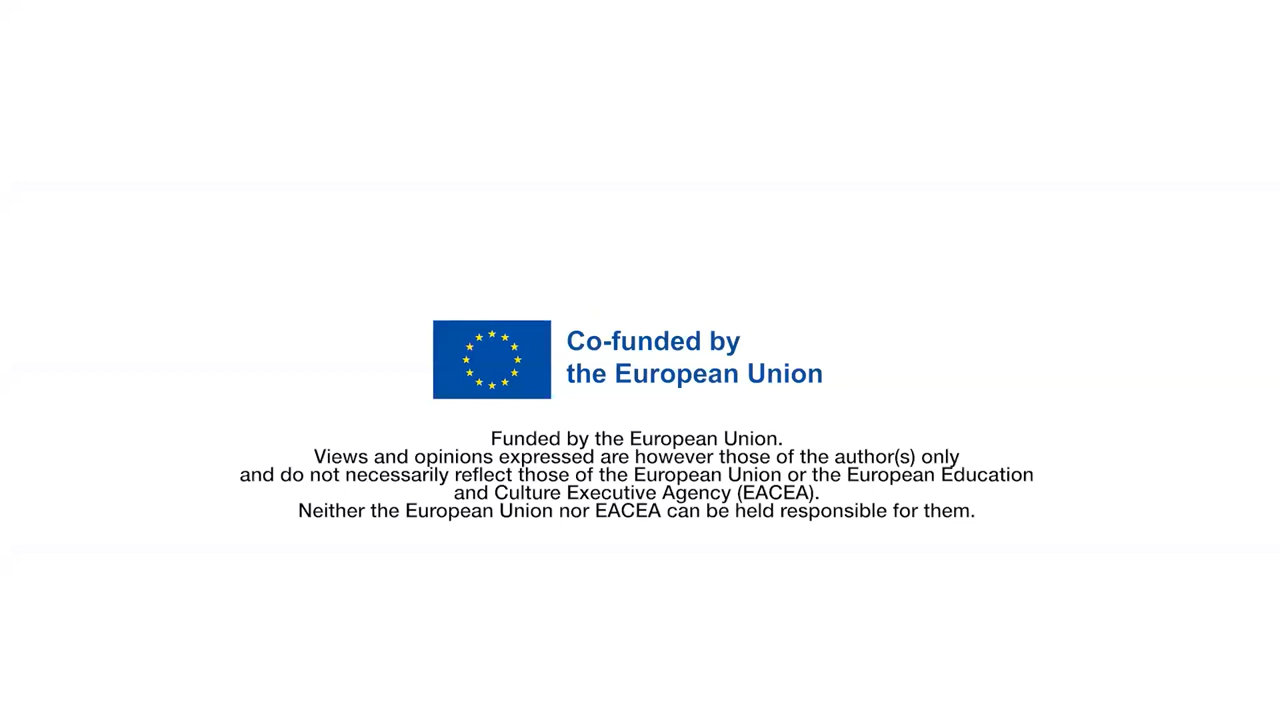 Co-funded by
the European Union
Funded by the European Union.
Views and opinions expressed are however those of the author(s) only
and do not necessarily reflect those of the European Union or the European Education
and Culture Executive Agency (EACEA).
Neither the European Union nor EACEA can be held responsible for them.